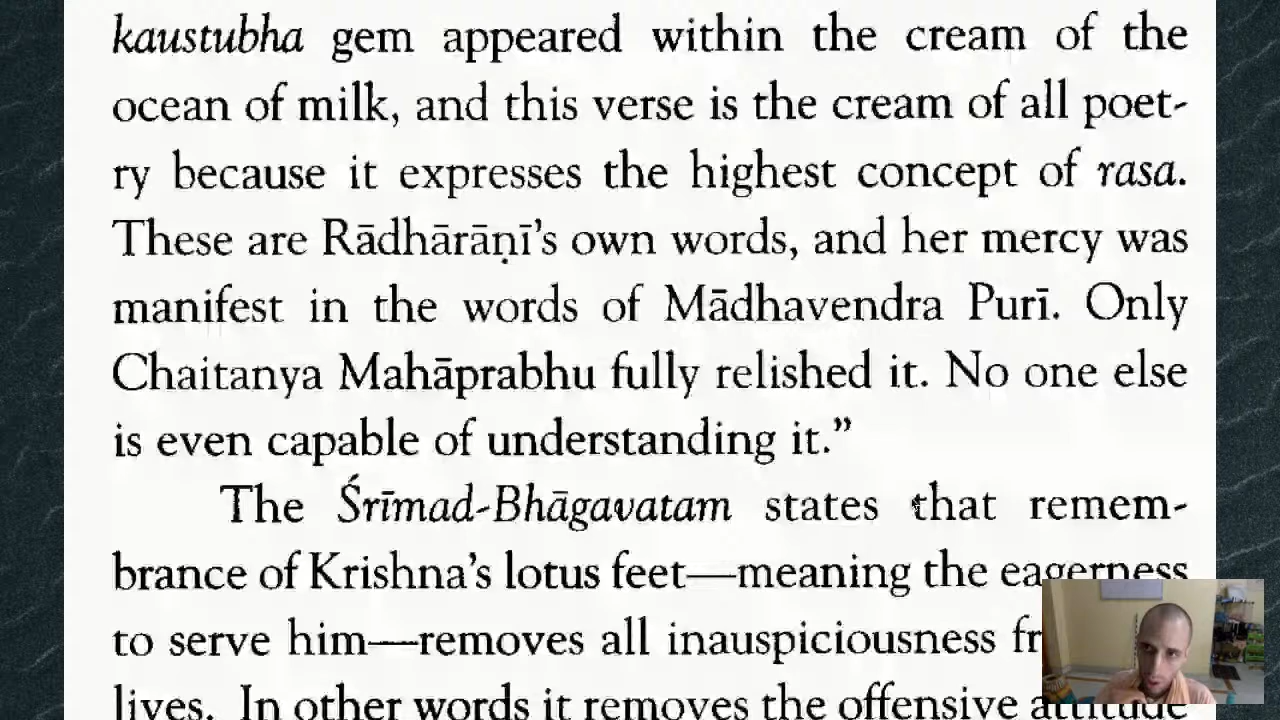 kaustubha gem appeared within the cream of the
ocean of milk, and this verse is the cream of all poet-
ry because it expresses the highest concept of rasa.
These are Rādhārāṇī’s own words, and her mercy was
manifest in the words of Mādhavendra Purī. Only
Chaitanya Mahāprabhu fully relished it. No one else
is even capable of understanding it.”
The Śrīmad-Bhāgavatam states that remem-
brance of Krishna’s lotus feet—meaning the eagerness
to serve him—removes all inauspiciousness
lives. In other words it removes the offensive attitude